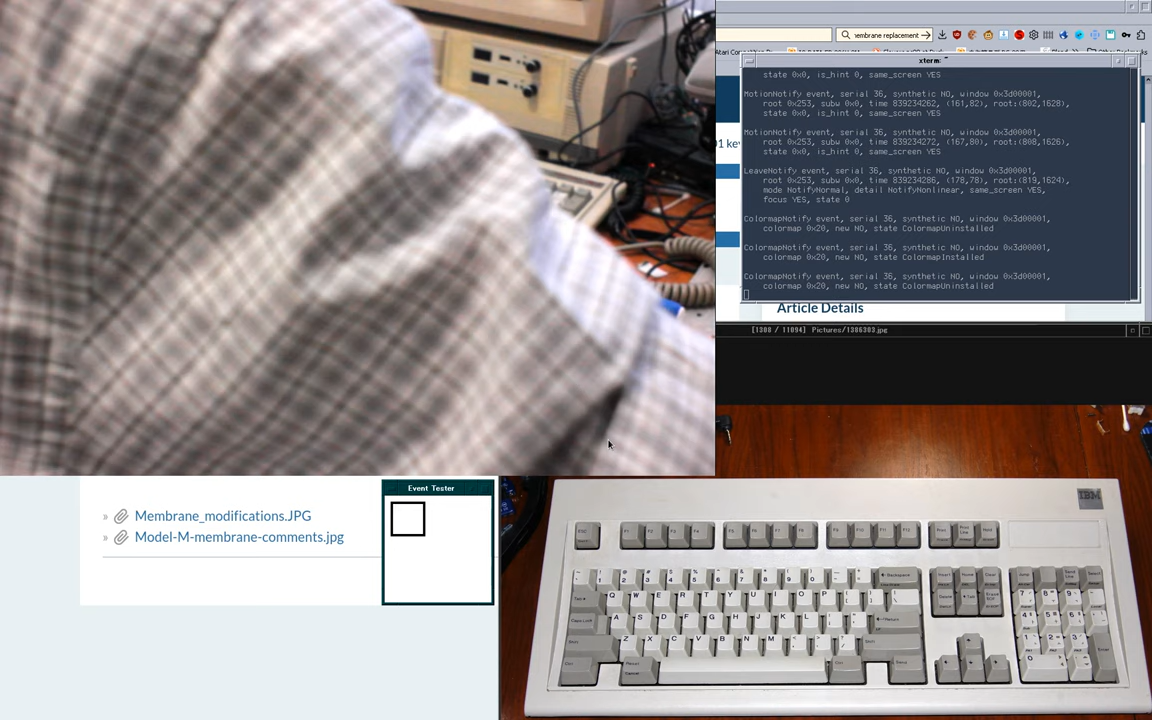 embrane replacement
xterm: ~
state 0x0, is_hint 0, same_screen YES
MotionNotify event, serial 36, synthetic NO, window 0x3d00001,
root 0x253, subw 0x0, time 839234262, (161,82), root:(802,1628),
state 0x0, is_hint 0, same_screen YES
MotionNotify event, serial 36, synthetic NO, window 0x3d00001,
root 0x253, subw 0x0, time 839234272, (167,80), root:(808,1626),
state 0x0, is_hint 0, same_screen YES
LeaveNotify event, serial 36, synthetic NO, window 0x3d00001,
root 0x253, subw 0x0, time 839234286, (178,78), root:(819,1624),
mode NotifyNormal, detail NotifyNonlinear, same_screen YES,
focus YES, state 0
ColormapNotify event, serial 36, synthetic NO, window 0x3d00001,
colormap 0x20, new NO, state ColormapUninstalled
ColormapNotify event, serial 36, synthetic NO, window 0x3d00001,
colormap 0x20, new NO, state ColormapInstalled
ColormapNotify event, serial 36, synthetic NO, window 0x3d00001,
colormap 0x20, new NO, state ColormapUninstalled
Article Details
[1388 / 11894] Pictures/1386303.jpg
Event Tester
» Membrane_modifications.JPG
» Model-M-membrane-comments.jpg
IBM
Q W E R T Y U I O P
A S D F G H J K L
Z X C V B N M